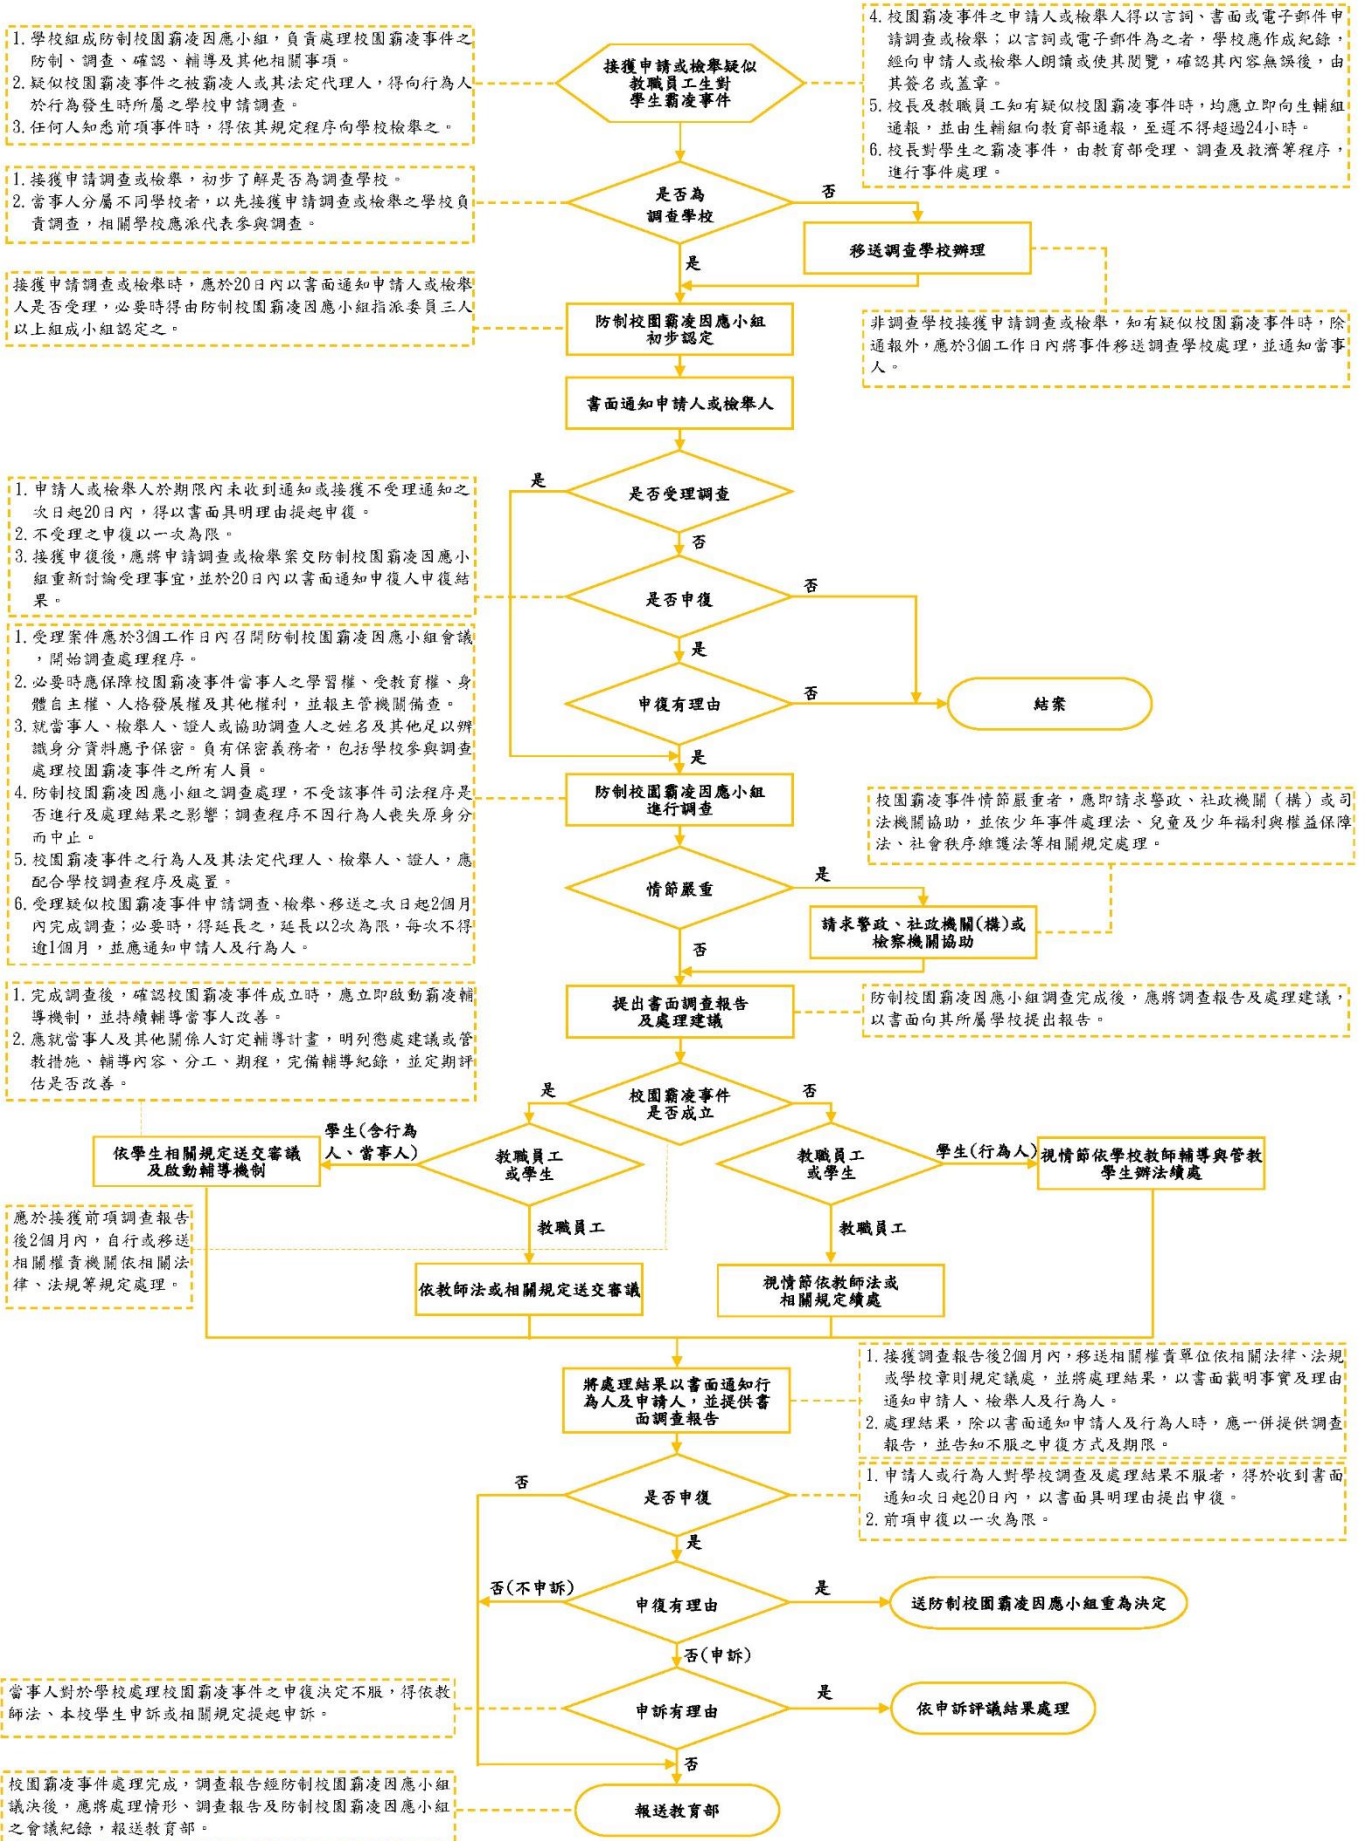 1. 學校組成防制校園霸凌因應小組，負責處理校園霸凌事件之
防制、調查、確認、輔導及其他相關事項。
2. 疑似校園霸凌事件之被霸凌人或其法定代理人，得向行為人
於行為發生時所屬之學校申請調查。
3. 任何人知悉前項事件時，得依其規定程序向學校檢舉之。
接獲申請或檢舉疑似
教職員工生對
學生霸凌事件
4. 校園霸凌事件之申請人或檢舉人得以言詞、書面或電子郵件申
請調查或檢舉；以言詞或電子郵件為之者，學校應作成紀錄，
經向申請人或檢舉人朗讀或使其閱覽，確認其內容無誤後，由
其簽名或蓋章。
5. 校長及教職員工知有疑似校園霸凌事件時，均應立即向生輔組
通報，並由生輔組向教育部通報，至遲不得超過24小時。
6. 校長對學生之霸凌事件，由教育部受理、調查及救濟等程序，
進行事件處理。
1. 接獲申請調查或檢舉，初步了解是否為調查學校。
2. 當事人分屬不同學校者，以先接獲申請調查或檢舉之學校負
責調查，相關學校應派代表參與調查。
是否為
調查學校
否
移送調查學校辦理
是
接獲申請調查或檢舉時，應於20日內以書面通知申請人或檢舉
人是否受理，必要時得由防制校園霸凌因應小組指派委員三人
以上組成小組認定之。
防制校園霸凌因應小組
初步認定
非調查學校接獲申請調查或檢舉，知有疑似校園霸凌事件時，除
通報外，應於3個工作日內將事件移送調查學校處理，並通知當事
人。
書面通知申請人或檢舉人
是
是否受理調查
否
1. 申請人或檢舉人於期限內未收到通知或接獲不受理通知之
次日起20日內，得以書面具明理由提起申復。
2. 不受理之申復以一次為限。
3. 接獲申復後，應將申請調查或檢舉案交防制校園霸凌因應小
組重新討論受理事宜，並於20日內以書面通知申復人申復結
果。
是否申復
否
是
申復有理由
否
結案
是
1. 受理案件應於3個工作日內召開防制校園霸凌因應小組會議
，開始調查處理程序。
2. 必要時應保障校園霸凌事件當事人之學習權、受教育權、身
體自主權、人格發展權及其他權利，並報主管機關備查。
3. 就當事人、檢舉人、證人或協助調查人之姓名及其他足以辨
識身分資料應予保密。負有保密義務者，包括學校參與調查
處理校園霸凌事件之所有人員。
4. 防制校園霸凌因應小組之調查處理，不受該事件司法程序是
否進行及處理結果之影響；調查程序不因行為人喪失原身分
而中止。
5. 校園霸凌事件之行為人及其法定代理人、檢舉人、證人，應
配合學校調查程序及處置。
6. 受理疑似校園霸凌事件申請調查、檢舉、移送之次日起2個月
內完成調查；必要時，得延長之，延長以2次為限，每次不得
逾1個月，並應通知申請人及行為人。
防制校園霸凌因應小組
進行調查
校園霸凌事件情節嚴重者，應即請求警政、社政機關（構）或司
法機關協助，並依少年事件處理法、兒童及少年福利與權益保障
法、社會秩序維護法等相關規定處理。
情節嚴重
是
請求警政、社政機關(構)或
檢察機關協助
否
1. 完成調查後，確認校園霸凌事件成立時，應立即啟動霸凌輔
導機制，並持續輔導當事人改善。
2. 應就當事人及其他關係人訂定輔導計畫，明列懲處建議或管
教措施、輔導內容、分工、期程，完備輔導紀錄，並定期評
估是否改善。
提出書面調查報告
及處理建議
防制校園霸凌因應小組調查完成後，應將調查報告及處理建議，
以書面向其所屬學校提出報告。
是
校園霸凌事件
是否成立
否
依學生相關規定送交審議
及啟動輔導機制
學生(含行為
人、當事人)
教職員工
或學生
教職員工
或學生
學生(行為人)
視情節依學校教師輔導與管教
學生辦法續處
應於接獲前項調查報告
後2個月內，自行或移送
相關權責機關依相關法
律、法規等規定處理。
教職員工
教職員工
依教師法或相關規定送交審議
視情節依教師法或
相關規定續處
將處理結果以書面通知行
為人及申請人，並提供書
面調查報告
1. 接獲調查報告後2個月內，移送相關權責單位依相關法律、法規
或學校章則規定議處，並將處理結果，以書面載明事實及理由
通知申請人、檢舉人及行為人。
2. 處理結果，除以書面通知申請人及行為人時，應一併提供調查
報告，並告知不服之申復方式及期限。
否
是否申復
1. 申請人或行為人對學校調查及處理結果不服者，得於收到書面
通知次日起20日內，以書面具明理由提出申復。
2. 前項申復以一次為限。
是
否(不申訴)
申復有理由
是
送防制校園霸凌因應小組重為決定
否(申訴)
當事人對於學校處理校園霸凌事件之申復決定不服，得依教
師法、本校學生申訴或相關規定提起申訴。
申訴有理由
是
依申訴評議結果處理
否
校園霸凌事件處理完成，調查報告經防制校園霸凌因應小組
議決後，應將處理情形、調查報告及防制校園霸凌因應小組
之會議紀錄，報送教育部。
報送教育部